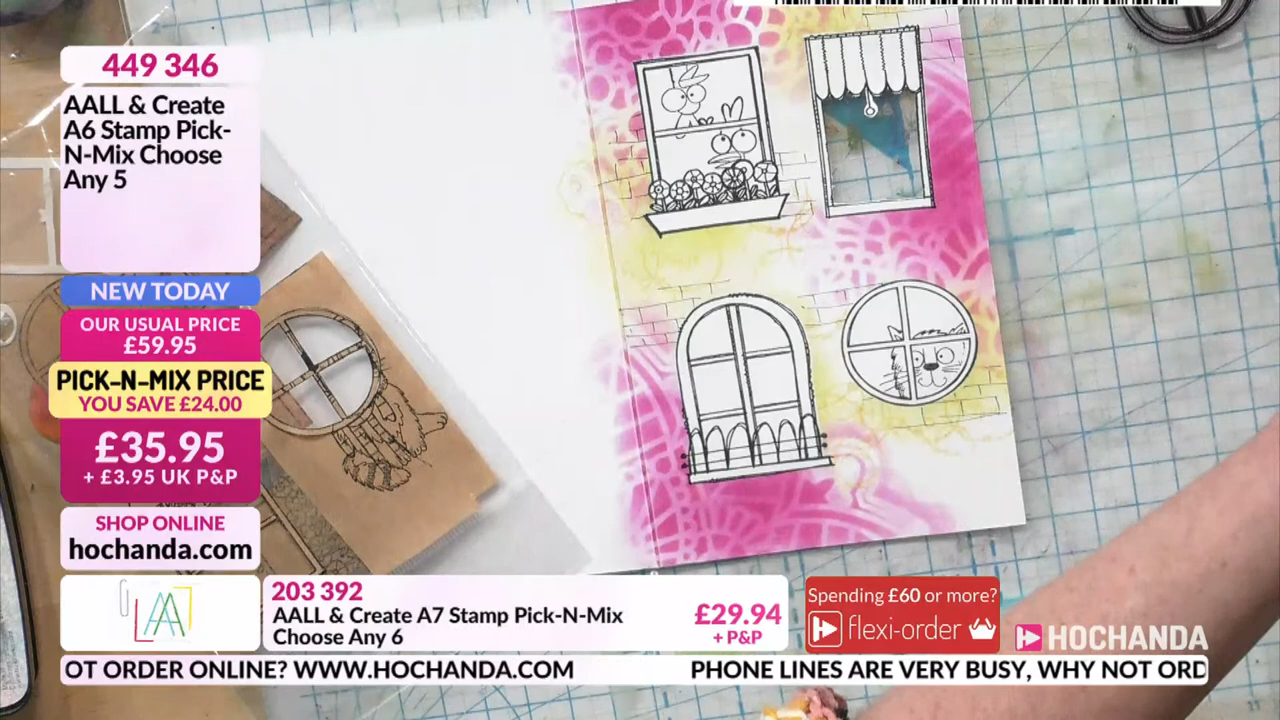 449 346
AALL & Create
A6 Stamp Pick-
N-Mix Choose
Any 5
NEW TODAY
OUR USUAL PRICE
£59.95
PICK-N-MIX PRICE
YOU SAVE £24.00
£35.95
+ £3.95 UK P&P
SHOP ONLINE
hochanda.com
203 392
AALL & Create A7 Stamp Pick-N-Mix
Choose Any 6
£29.94
+ P&P
Spending £60 or more?
flexi-order
HOCHANDA
OT ORDER ONLINE? WWW.HOCHANDA.COM PHONE LINES ARE VERY BUSY, WHY NOT ORD